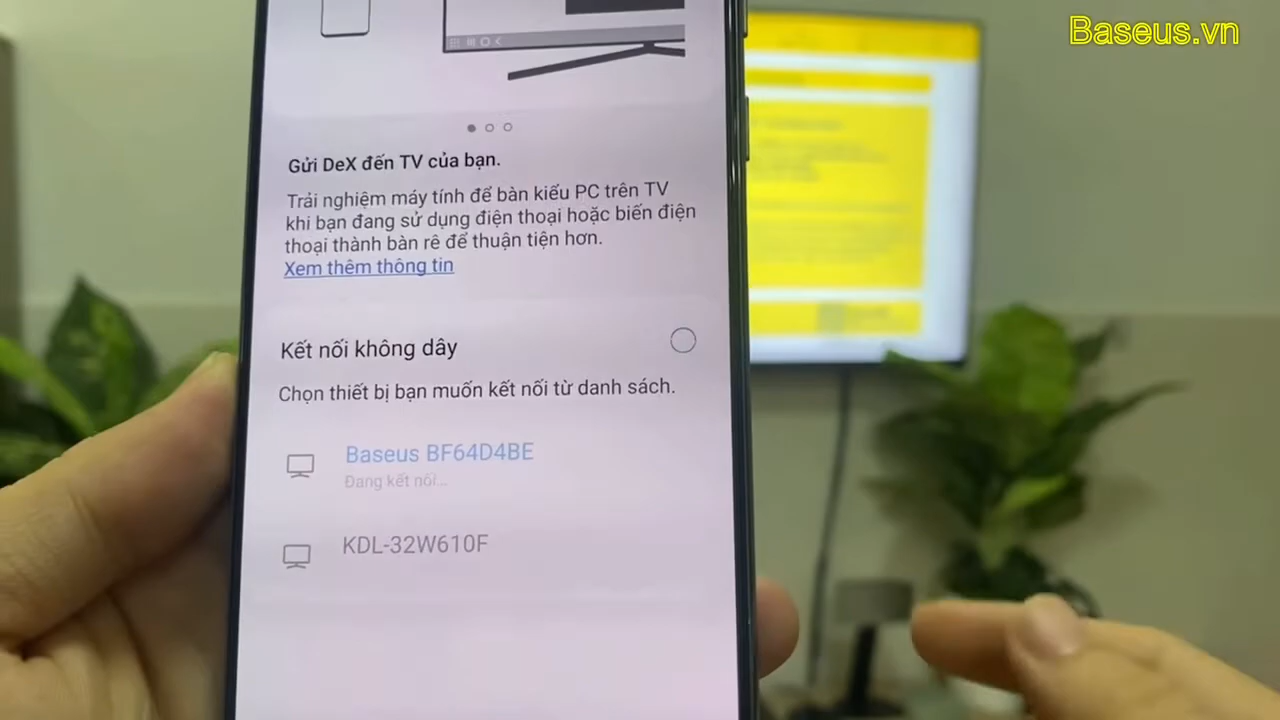 Baseus.vn
Gửi DeX đến TV của bạn.
Trải nghiệm máy tính để bàn kiểu PC trên TV
khi bạn đang sử dụng điện thoại hoặc biến điện
thoại thành bàn rê để thuận tiện hơn.
Xem thêm thông tin
Kết nối không dây
Chọn thiết bị bạn muốn kết nối từ danh sách.
Baseus BF64D4BE
Đang kết nối...
KDL-32W610F